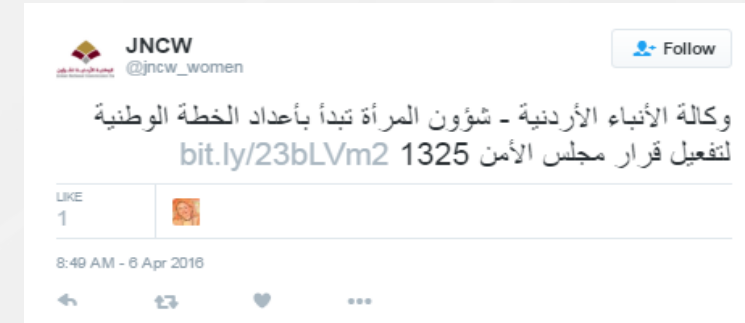 JNCW
@jncw_women
Follow
وكالة الأنباء الأردنية - شؤون المرأة تبدأ بأعداد الخطة الوطنية
لتفعيل قرار مجلس الأمن 1325 bit.ly/23bLVm2
LIKE
1
8:49 AM - 6 Apr 2016